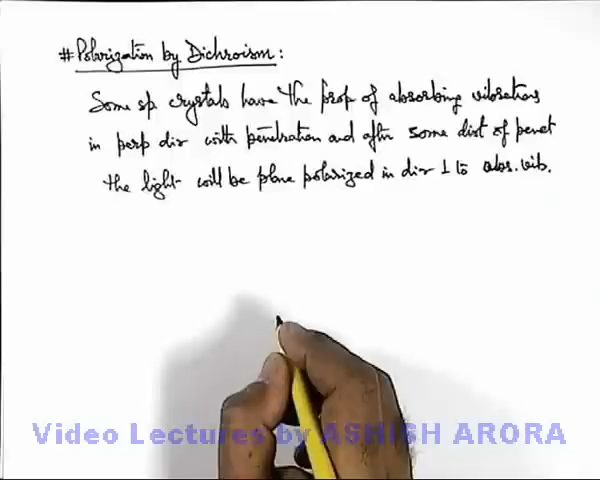 # Polarization by Dichroism :
Some sp. crystals have the prop of absorbing vibrations
in perp dir with penetration and after some dist of penet
the light will be plane polarized in dir ⊥ to abs. vib.
Video Lectures by ASHISH ARORA